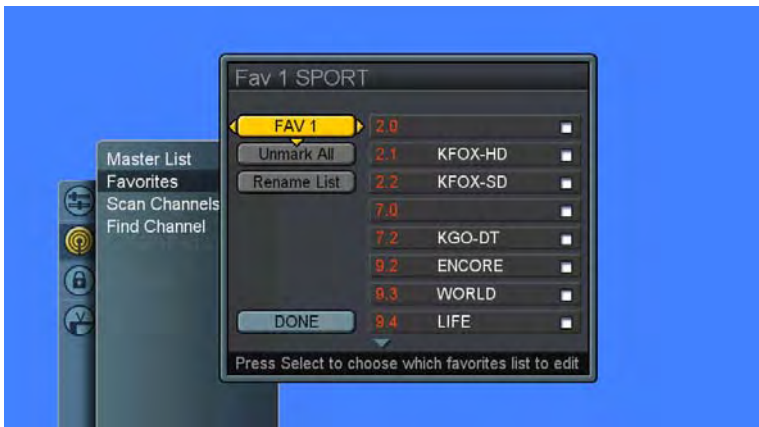 Fav 1 SPORT
FAV 1
Unmark All
Rename List
DONE
2.0
2.1 KFOX-HD
2.2 KFOX-SD
7.0
7.2 KGO-DT
9.2 ENCORE
9.3 WORLD
9.4 LIFE
Press Select to choose which favorites list to edit
Master List
Favorites
Scan Channels
Find Channel